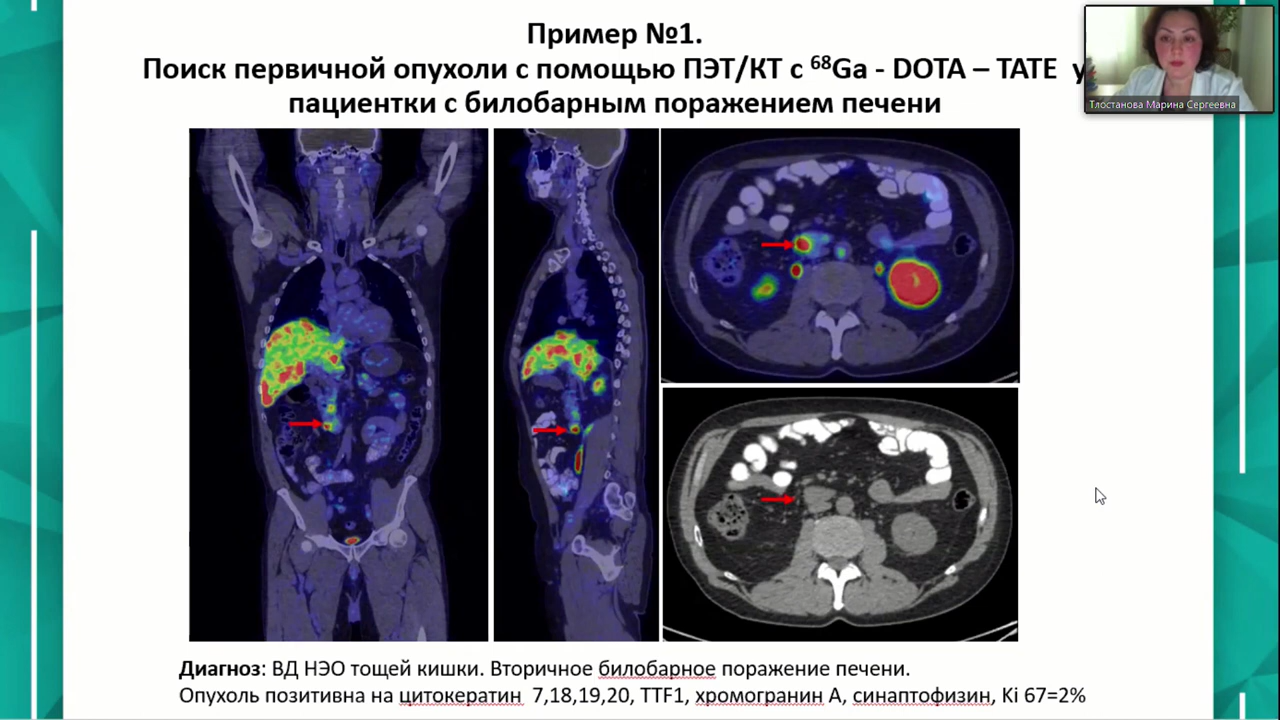 Пример №1.
Поиск первичной опухоли с помощью ПЭТ/КТ с ⁶⁸Ga - DOTA – TATE у
пациентки с билобарным поражением печени
Тлостанова Марина Сергеевна
Диагноз: ВД НЭО тощей кишки. Вторичное билобарное поражение печени.
Опухоль позитивна на цитокератин 7,18,19,20, TTF1, хромогранин А, синаптофизин, Ki 67=2%